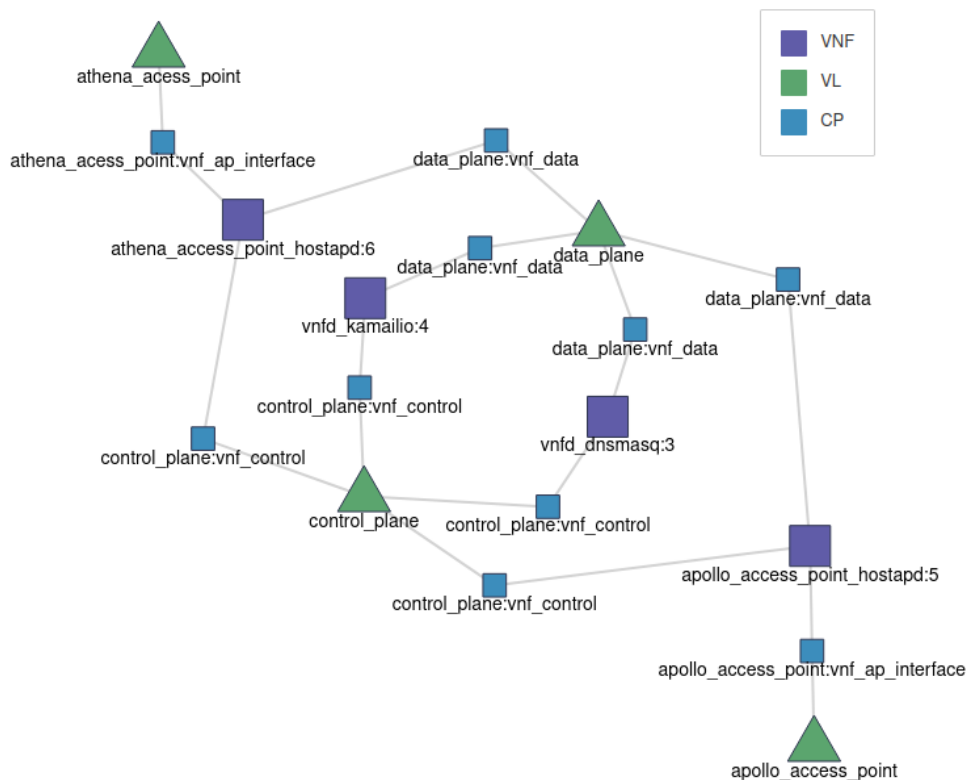 VNF
VL
CP
athena_acess_point
athena_acess_point:vnf_ap_interface
data_plane:vnf_data
athena_access_point_hostapd:6
data_plane
data_plane:vnf_data
data_plane:vnf_data
vnfd_kamailio:4
data_plane:vnf_data
control_plane:vnf_control
vnfd_dnsmasq:3
control_plane:vnf_control
control_plane
control_plane:vnf_control
apollo_access_point_hostapd:5
control_plane:vnf_control
apollo_access_point:vnf_ap_interface
apollo_access_point